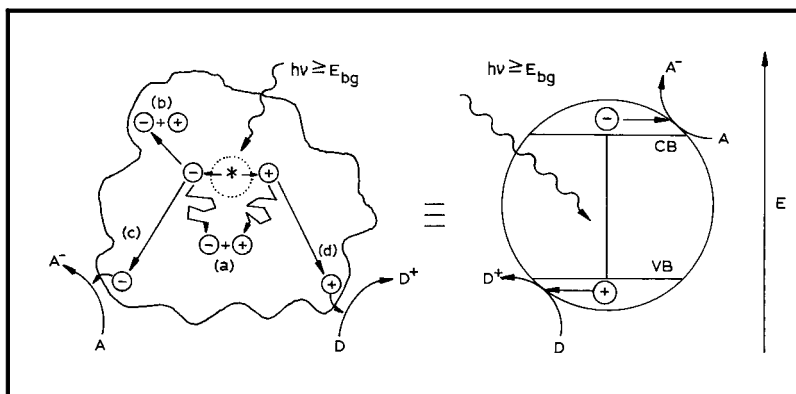 hν ≧ E_bg
(b)
⊖ + ⊕
⊖ * ⊕
(c)
(d)
⊖ + ⊕
(a)
A⁻
⊖
⊕
D⁺
A
D
≡
hν ≧ E_bg
A⁻
⊖
A
CB
E
VB
D⁺
⊕
D